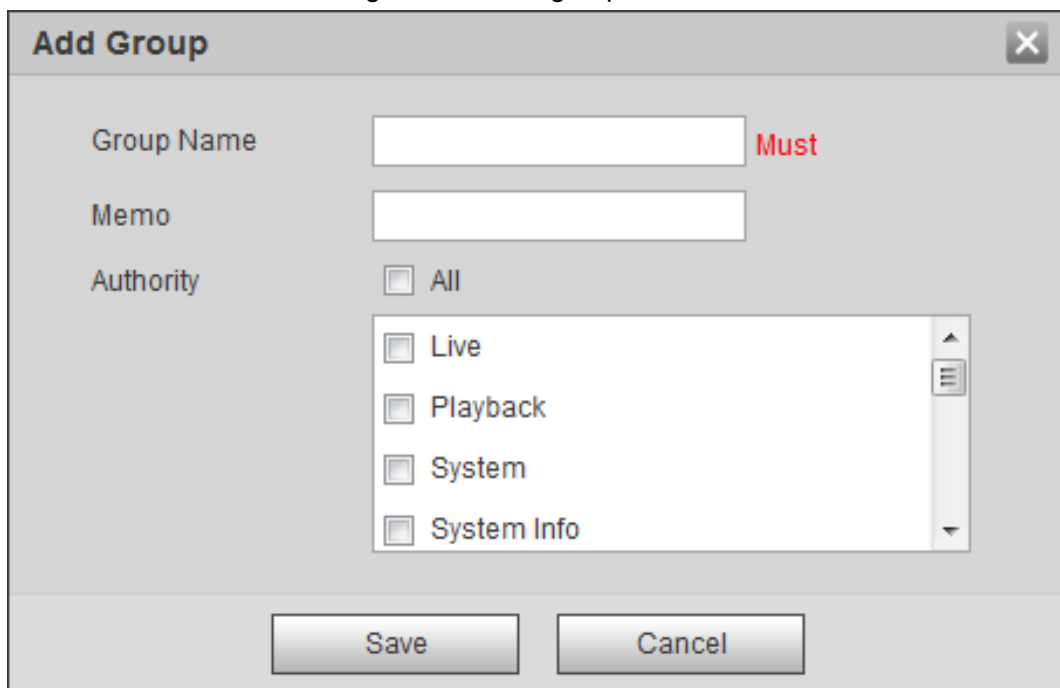 Add Group
Group Name Must
Memo
Authority All
Live
Playback
System
System Info
Save Cancel